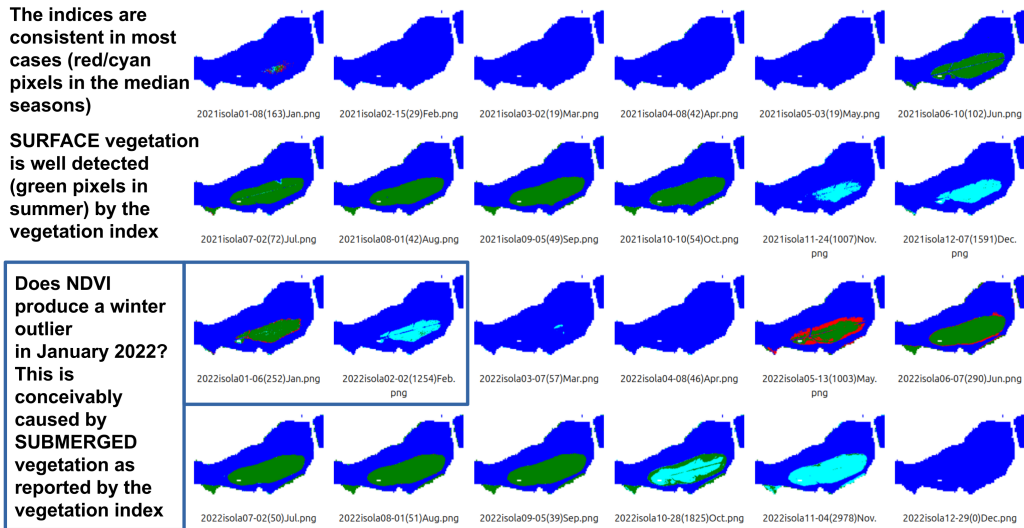 The indices are
consistent in most
cases (red/cyan
pixels in the median
seasons)
2021isola01-08(163)Jan.png
2021isola02-15(29)Feb.png
2021isola03-02(19)Mar.png
2021isola04-08(42)Apr.png
2021isola05-03(19)May.png
2021isola06-10(102)Jun.png
SURFACE vegetation
is well detected
(green pixels in
summer) by the
vegetation index
2021isola07-02(72)Jul.png
2021isola08-01(42)Aug.png
2021isola09-05(49)Sep.png
2021isola10-10(54)Oct.png
2021isola11-24(1007)Nov.
png
2021isola12-07(1591)Dec.
png
Does NDVI
produce a winter
outlier
in January 2022?
This is
conceivably
caused by
SUBMERGED
vegetation as
reported by the
vegetation index
2022isola01-06(252)Jan.png
2022isola02-02(1254)Feb.
png
2022isola03-07(57)Mar.png
2022isola04-08(46)Apr.png
2022isola05-13(1003)May.
png
2022isola06-07(290)Jun.png
2022isola07-02(50)Jul.png
2022isola08-01(51)Aug.png
2022isola09-05(39)Sep.png
2022isola10-28(1825)Oct.png
2022isola11-04(2978)Nov.
png
2022isola12-29(0)Dec.png